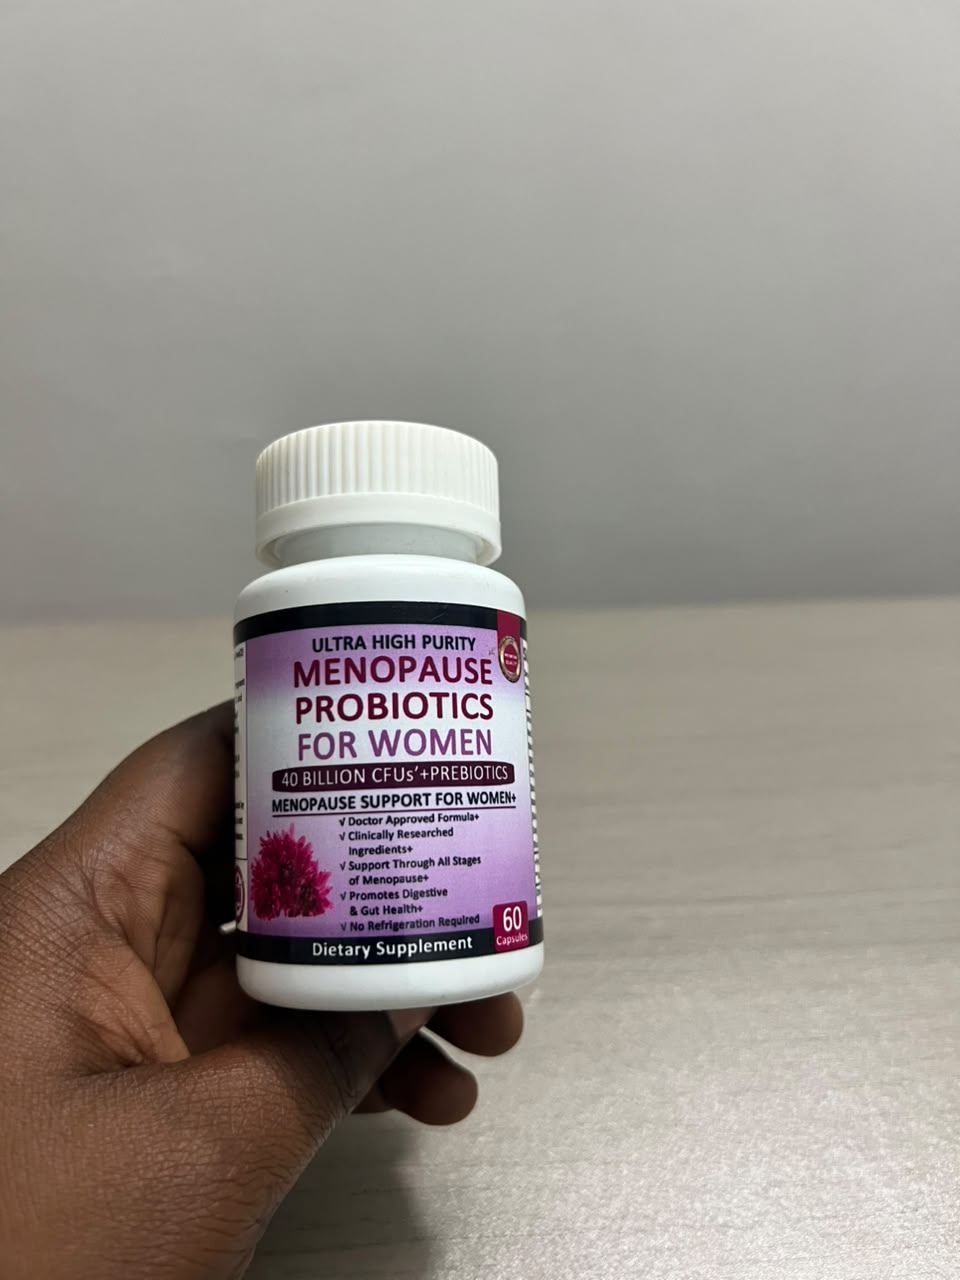 ULTRA HIGH PURITY
MENOPAUSE
PROBIOTICS
FOR WOMEN
40 BILLION CFUs'+PREBIOTICS
MENOPAUSE SUPPORT FOR WOMEN+
√ Doctor Approved Formula+
√ Clinically Researched
Ingredients+
√ Support Through All Stages
of Menopause+
√ Promotes Digestive
& Gut Health+
√ No Refrigeration Required
60
Capsules
Dietary Supplement